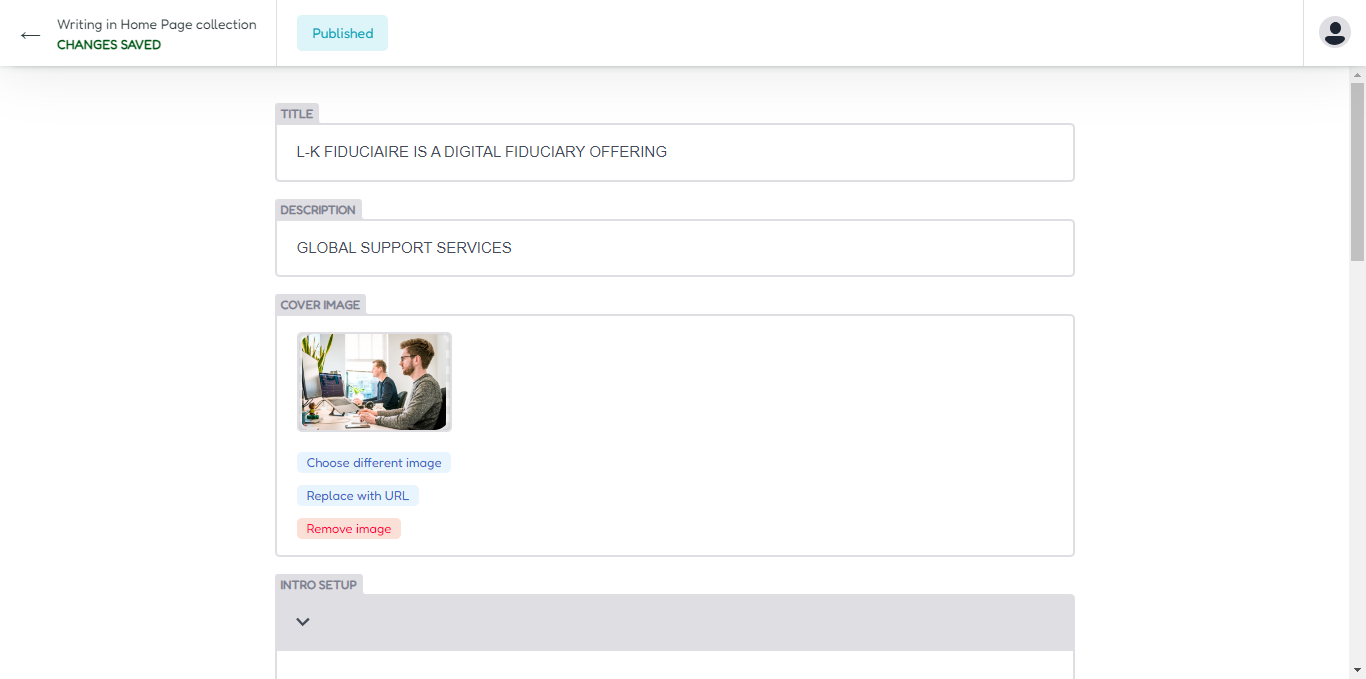 Writing in Home Page collection
CHANGES SAVED
Published
TITLE
L-K FIDUCIAIRE IS A DIGITAL FIDUCIARY OFFERING
DESCRIPTION
GLOBAL SUPPORT SERVICES
COVER IMAGE
Choose different image
Replace with URL
Remove image
INTRO SETUP